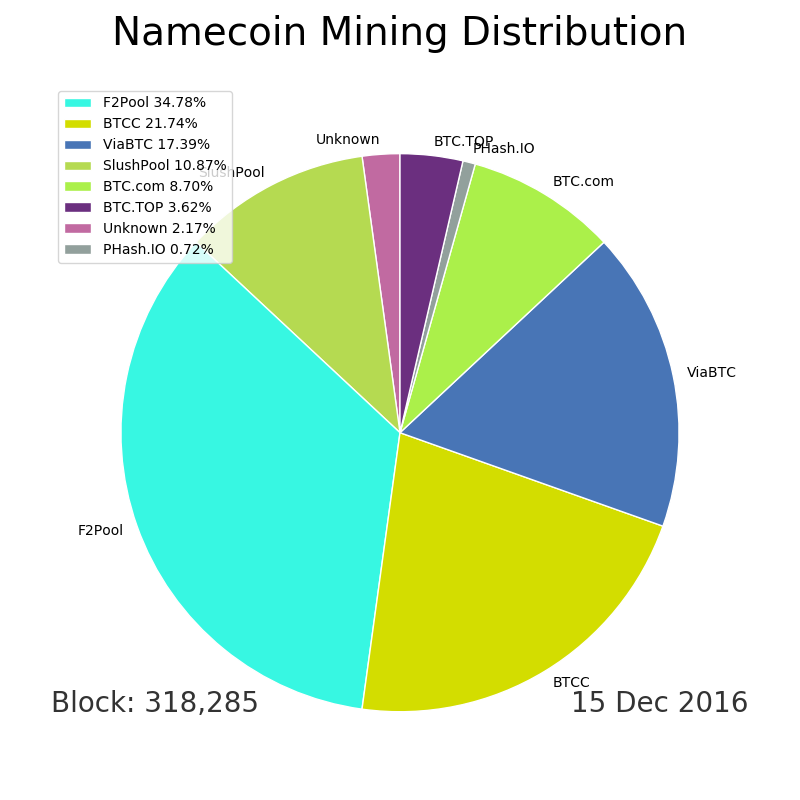 Namecoin Mining Distribution
F2Pool 34.78%
BTCC 21.74%
ViaBTC 17.39%
SlushPool 10.87%
BTC.com 8.70%
BTC.TOP 3.62%
Unknown 2.17%
PHash.IO 0.72%
Unknown
BTC.TOP
PHash.IO
SlushPool
BTC.com
ViaBTC
F2Pool
BTCC
Block: 318,285
15 Dec 2016